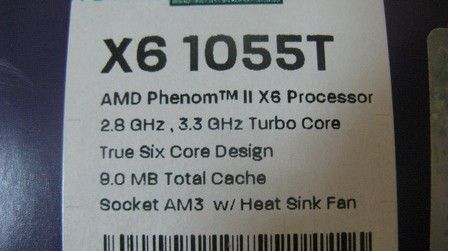 X6 1055T
AMD Phenom™ II X6 Processor
2.8 GHz , 3.3 GHz Turbo Core
True Six Core Design
9.0 MB Total Cache
Socket AM3 w/ Heat Sink Fan